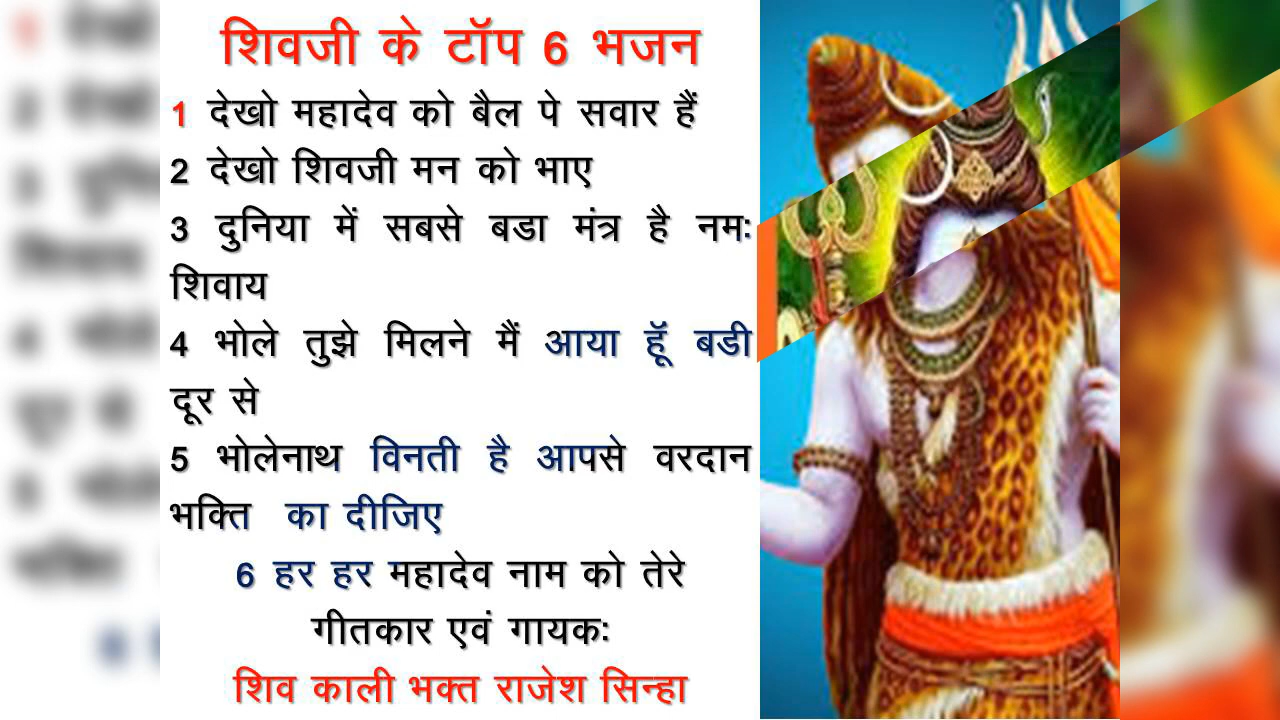 शिवजी के टॉप 6 भजन
1 देखो महादेव को बैल पे सवार हैं
2 देखो शिवजी मन को भाए
3 दुनिया में सबसे बडा मंत्र है नमः
शिवाय
4 भोले तुझे मिलने मैं आया हूॅ बडी
दूर से
5 भोलेनाथ विनती है आपसे वरदान
भक्ति का दीजिए
6 हर हर महादेव नाम को तेरे
गीतकार एवं गायकः
शिव काली भक्त राजेश सिन्हा